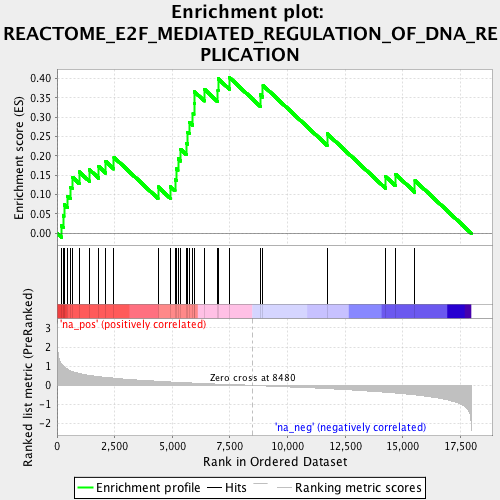 Enrichment plot:
REACTOME_E2F_MEDIATED_REGULATION_OF_DNA_RE
PLICATION
Enrichment score (ES)
0.40
0.35
0.30
0.25
0.20
0.15
0.10
0.05
0.00
'na_pos' (positively correlated)
Ranked list metric (PreRanked)
3
2
1
0
-1
-2
Zero cross at 8480
'na_neg' (negatively correlated)
0
2,500
5,000
7,500
10,000
12,500
15,000
17,500
Rank in Ordered Dataset
Enrichment profile
Hits
Ranking metric scores